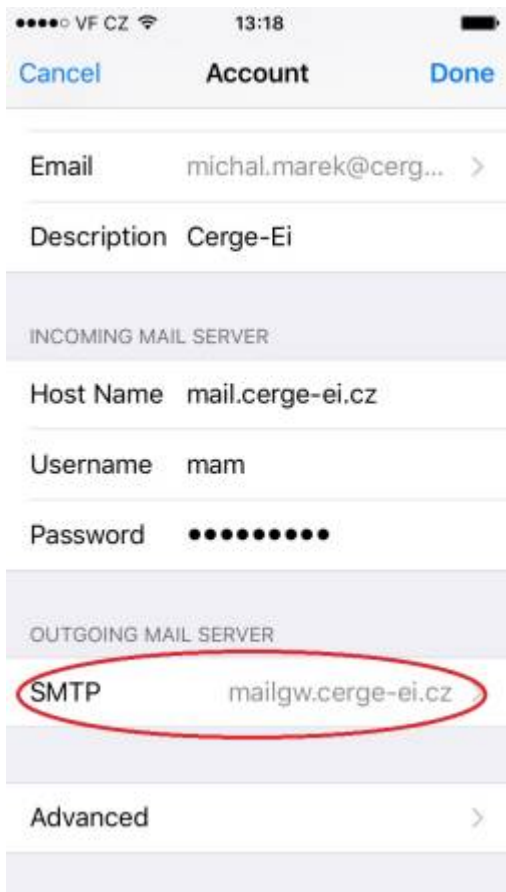 VF CZ 13:18
Cancel Account Done
Email michal.marek@cerg...
Description Cerge-Ei
INCOMING MAIL SERVER
Host Name mail.cerge-ei.cz
Username mam
Password ●●●●●●●●●
OUTGOING MAIL SERVER
SMTP mailgw.cerge-ei.cz
Advanced